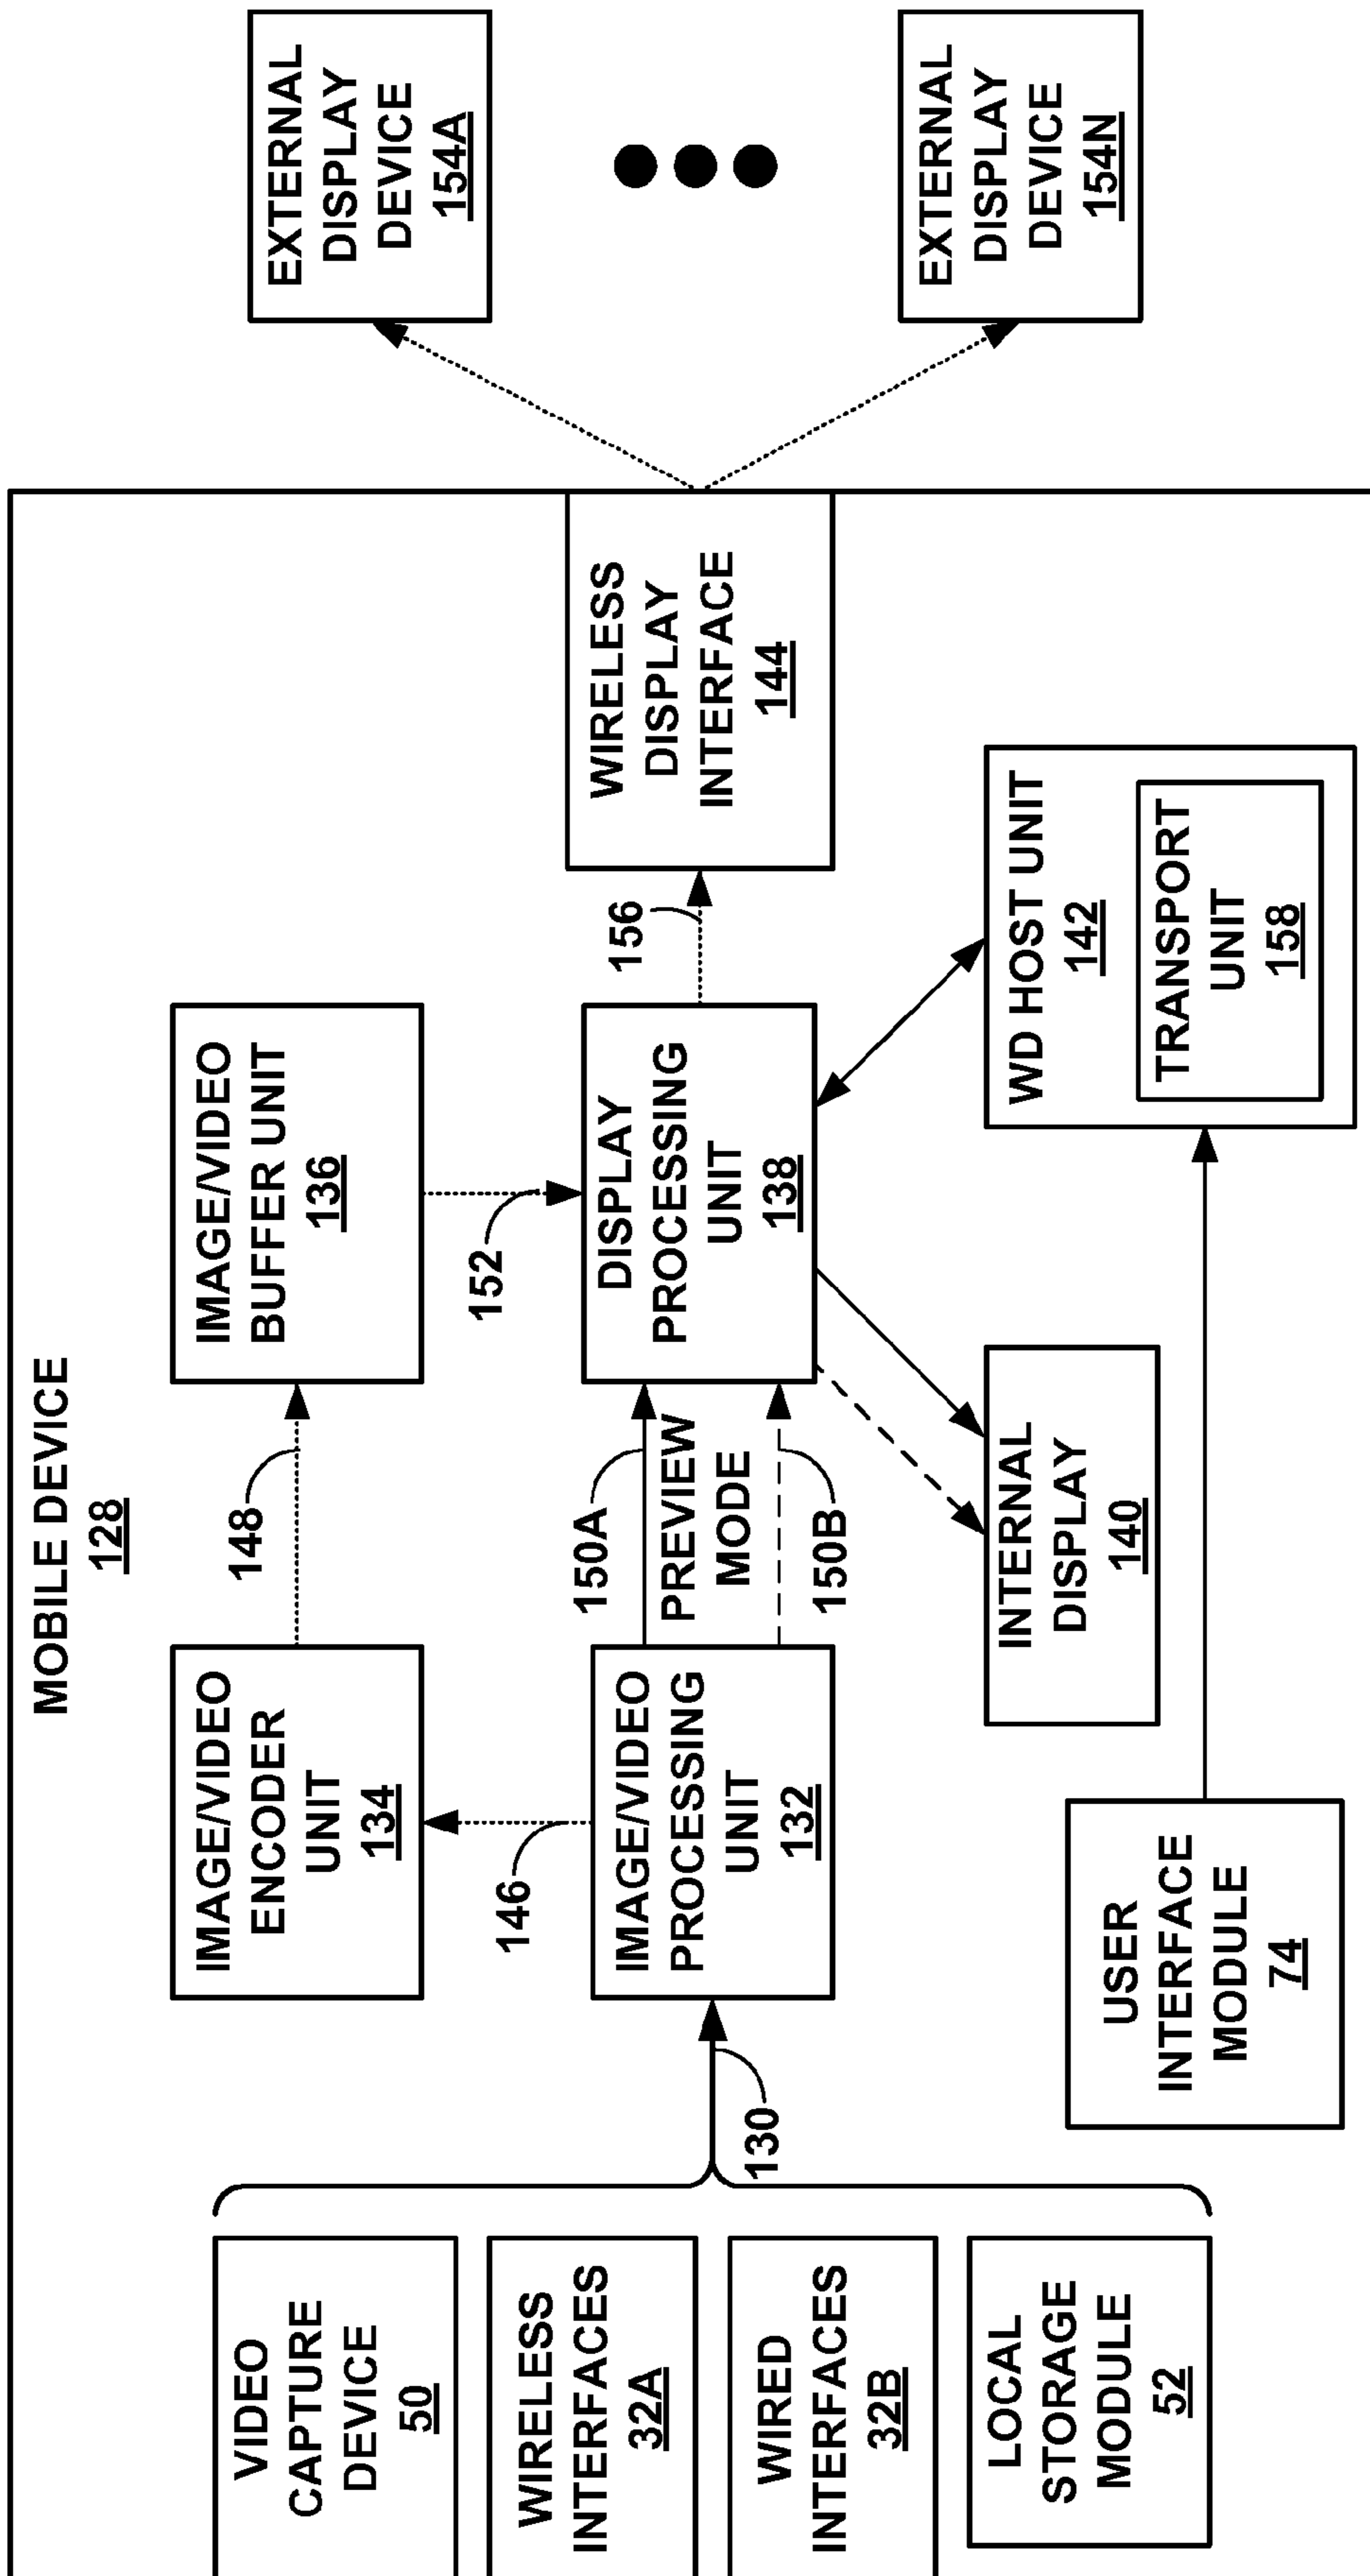 MOBILE DEVICE
128
VIDEO
CAPTURE
DEVICE
50
WIRELESS
INTERFACES
32A
WIRED
INTERFACES
32B
LOCAL
STORAGE
MODULE
52
130
IMAGE/VIDEO
ENCODER
UNIT
134
146
IMAGE/VIDEO
PROCESSING
UNIT
132
148
150A
PREVIEW
MODE
150B
IMAGE/VIDEO
BUFFER UNIT
136
152
DISPLAY
PROCESSING
UNIT
138
156
WIRELESS
DISPLAY
INTERFACE
144
INTERNAL
DISPLAY
140
USER
INTERFACE
MODULE
74
WD HOST UNIT
142
TRANSPORT
UNIT
158
EXTERNAL
DISPLAY
DEVICE
154A
EXTERNAL
DISPLAY
DEVICE
154N